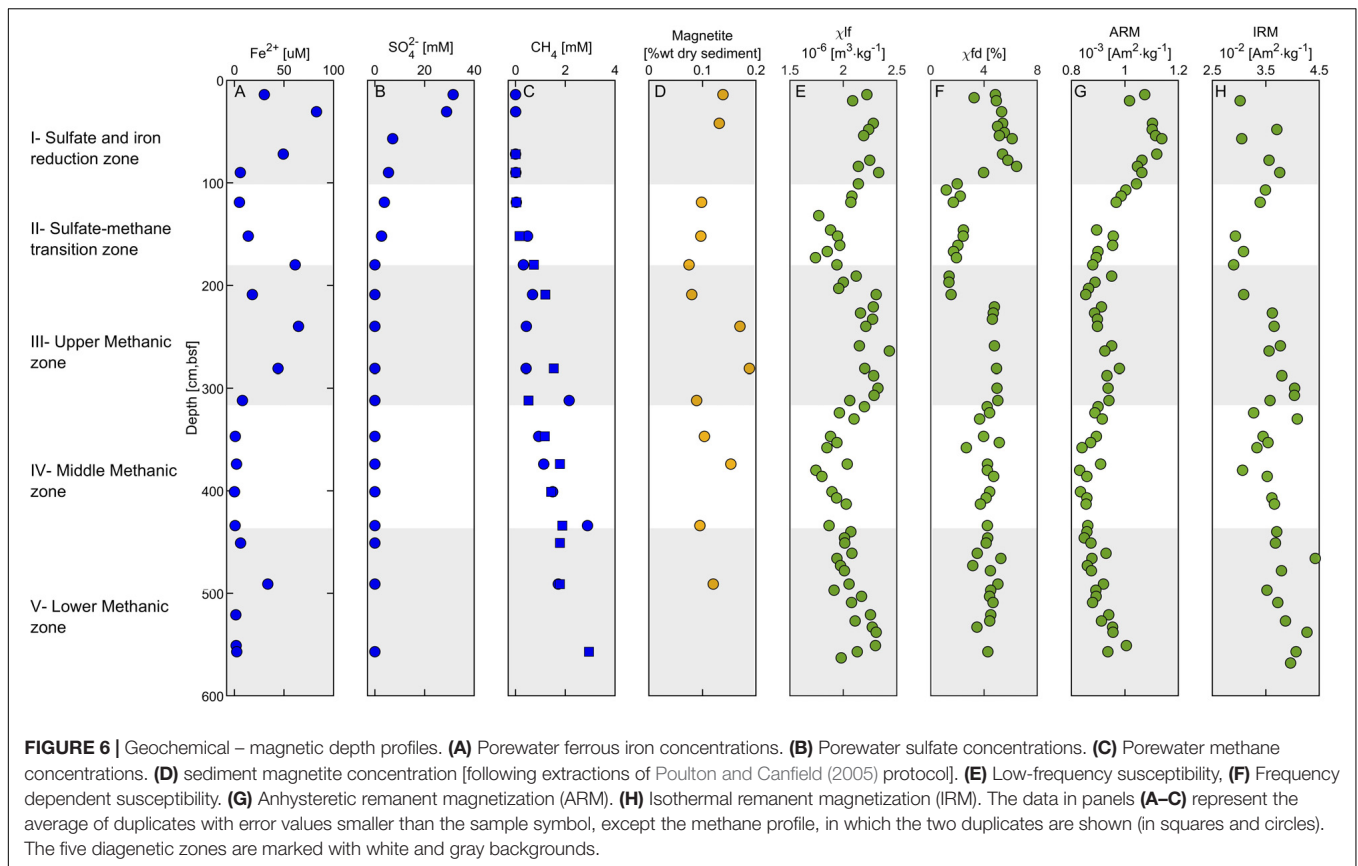 Fe²⁺ [uM]
0 50 100
SO₄²⁻ [mM]
0 20 40
CH₄ [mM]
0 2 4
Magnetite
[%wt dry sediment]
0 0.1 0.2
χlf
10⁻⁶ [m³·kg⁻¹]
1.5 2 2.5
χfd [%]
0 4 8
ARM
10⁻³ [Am²·kg⁻¹]
0.8 1 1.2
IRM
10⁻² [Am²·kg⁻¹]
2.5 3.5 4.5
A B C D E F G H
0
100
200
300
400
500
600
Depth [cm,bsf]
I- Sulfate and iron
reduction zone
II- Sulfate-methane
transition zone
III- Upper Methanic
zone
IV- Middle Methanic
zone
V- Lower Methanic
zone
FIGURE 6 | Geochemical – magnetic depth profiles. (A) Porewater ferrous iron concentrations. (B) Porewater sulfate concentrations. (C) Porewater methane
concentrations. (D) sediment magnetite concentration [following extractions of Poulton and Canfield (2005) protocol]. (E) Low-frequency susceptibility, (F) Frequency
dependent susceptibility. (G) Anhysteretic remanent magnetization (ARM). (H) Isothermal remanent magnetization (IRM). The data in panels (A–C) represent the
average of duplicates with error values smaller than the sample symbol, except the methane profile, in which the two duplicates are shown (in squares and circles).
The five diagenetic zones are marked with white and gray backgrounds.